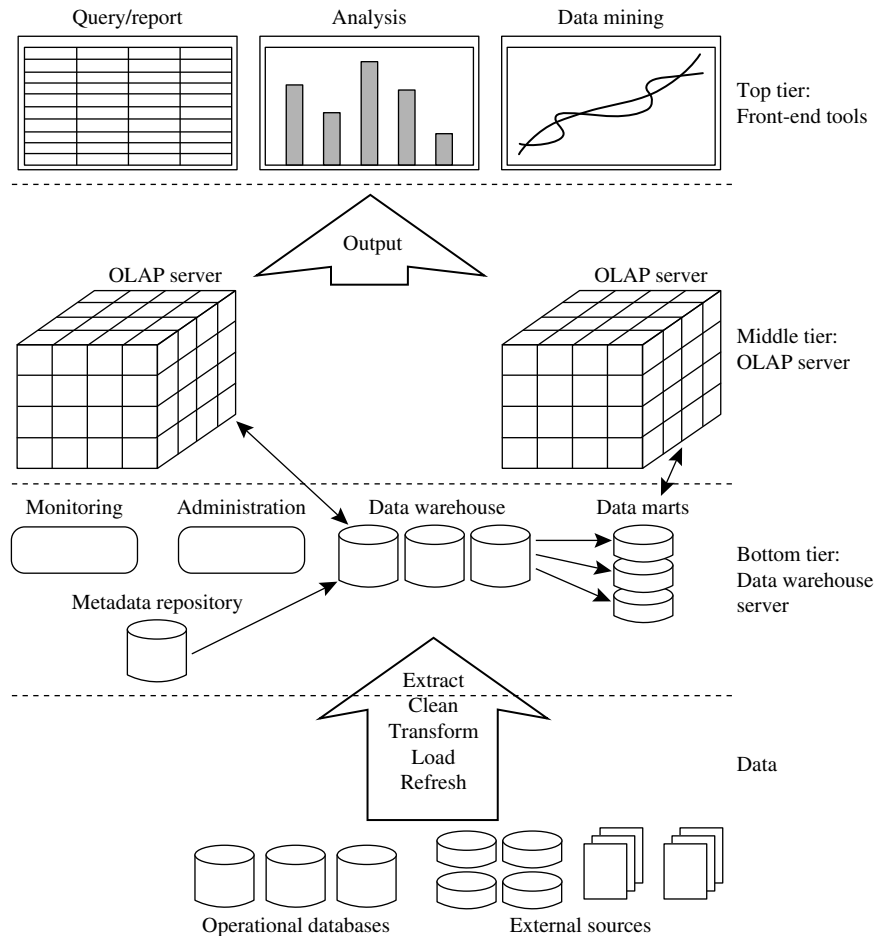 Query/report
Analysis
Data mining
Top tier:
Front-end tools
Output
OLAP server
OLAP server
Middle tier:
OLAP server
Monitoring
Administration
Data warehouse
Data marts
Bottom tier:
Data warehouse
server
Metadata repository
Extract
Clean
Transform
Load
Refresh
Data
Operational databases
External sources